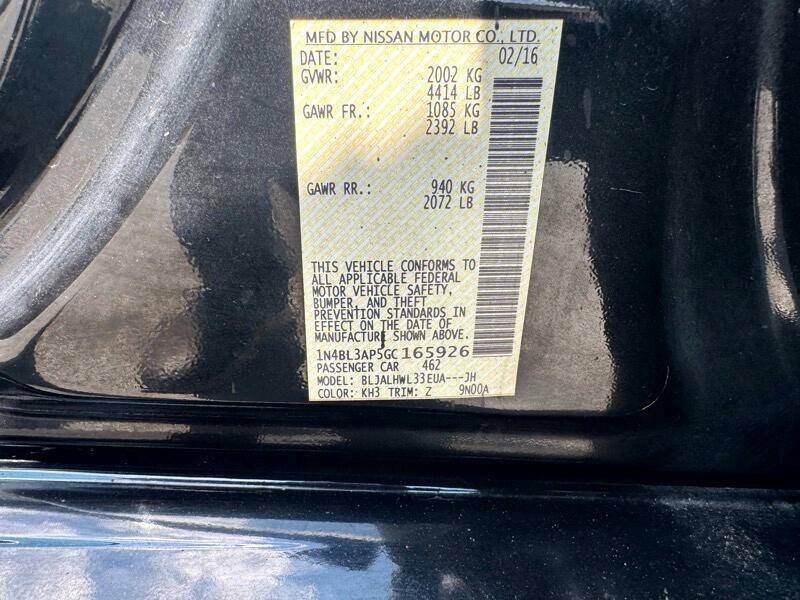 MFD BY NISSAN MOTOR CO., LTD.
DATE: 02/16
GVWR: 2002 KG
4414 LB
GAWR FR.: 1085 KG
2392 LB
GAWR RR.: 940 KG
2072 LB
THIS VEHICLE CONFORMS TO
ALL APPLICABLE FEDERAL
MOTOR VEHICLE SAFETY,
BUMPER, AND THEFT
PREVENTION STANDARDS IN
EFFECT ON THE DATE OF
MANUFACTURE SHOWN ABOVE.
1N4BL3AP5GC165926
PASSENGER CAR 462
MODEL: BLJALHWL33EUA---JH
COLOR: KH3 TRIM: Z 9N00A